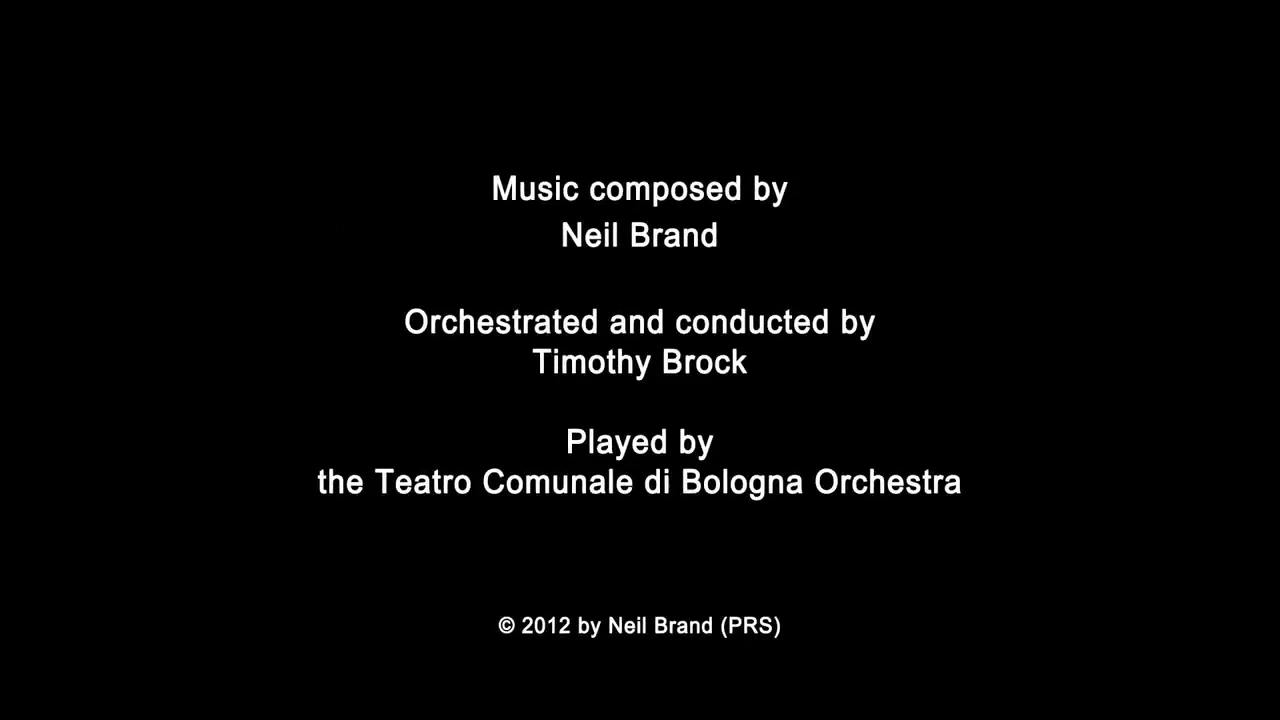 Music composed by
Neil Brand
Orchestrated and conducted by
Timothy Brock
Played by
the Teatro Comunale di Bologna Orchestra
© 2012 by Neil Brand (PRS)